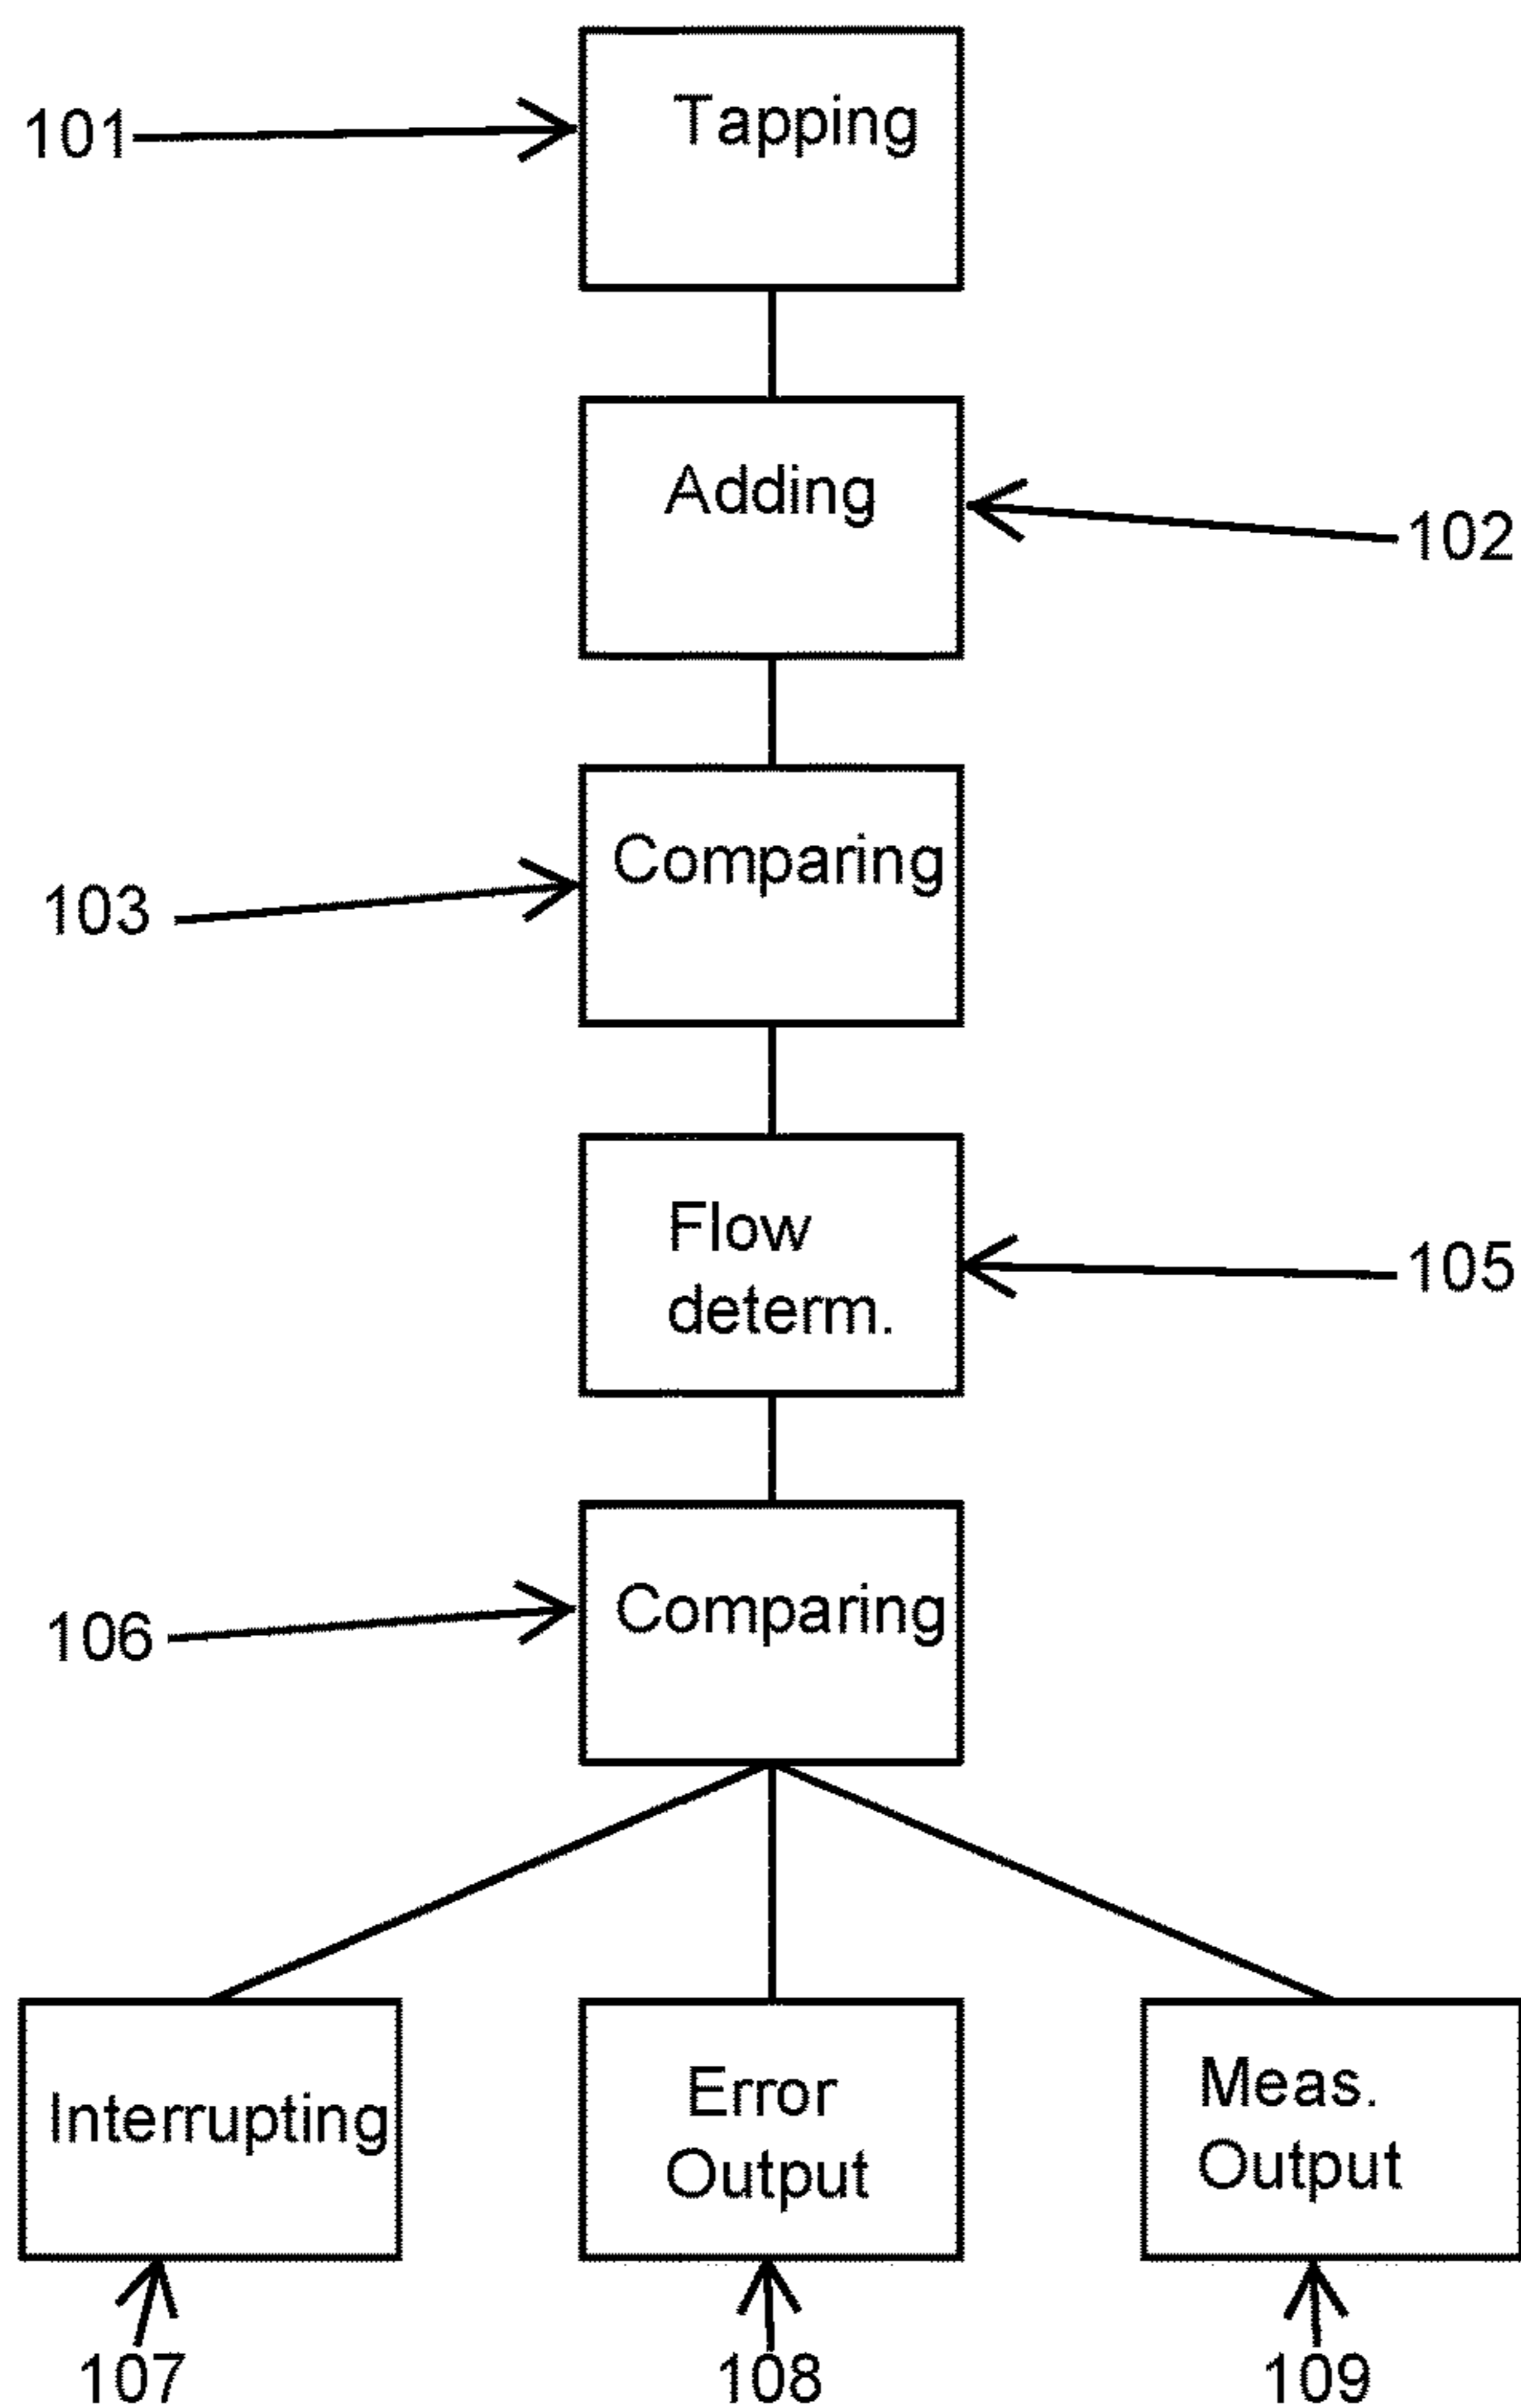 101
Tapping
Adding
102
Comparing
103
Flow
determ.
105
Comparing
106
Interrupting
Error
Output
Meas.
Output
107
108
109